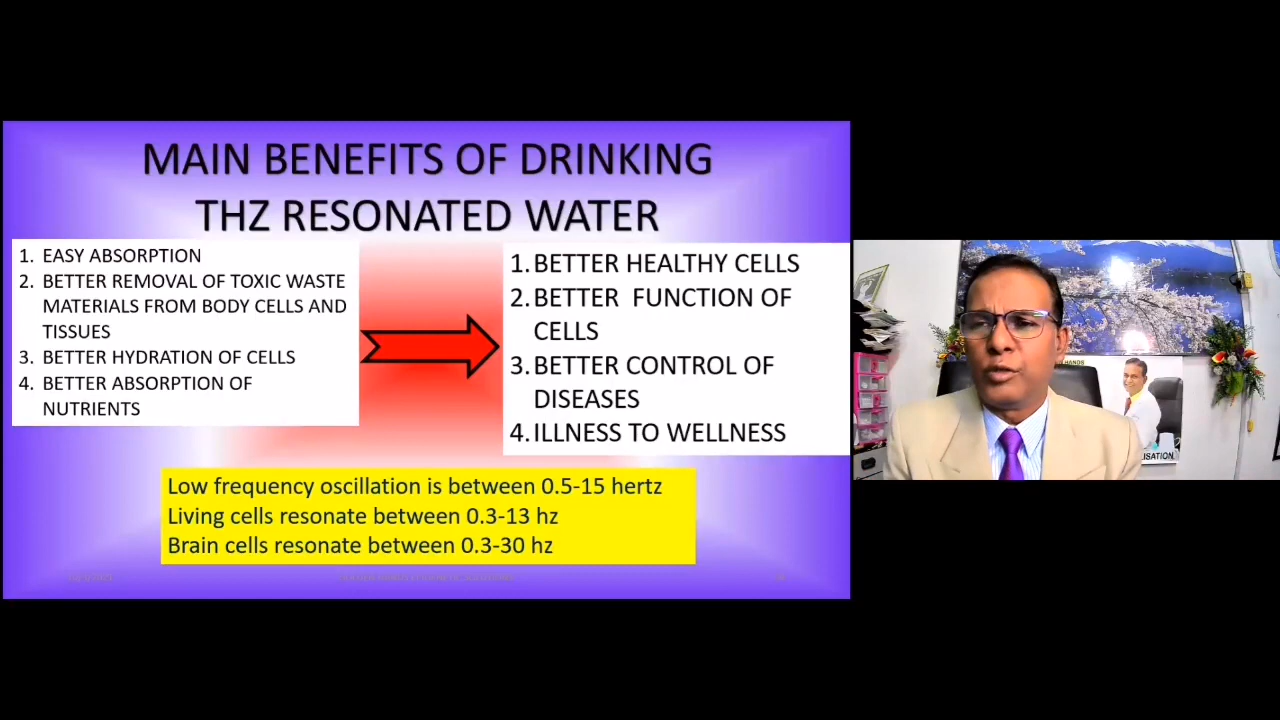 MAIN BENEFITS OF DRINKING
THZ RESONATED WATER
1. EASY ABSORPTION
2. BETTER REMOVAL OF TOXIC WASTE
MATERIALS FROM BODY CELLS AND
TISSUES
3. BETTER HYDRATION OF CELLS
4. BETTER ABSORPTION OF
NUTRIENTS
1. BETTER HEALTHY CELLS
2. BETTER FUNCTION OF
CELLS
3. BETTER CONTROL OF
DISEASES
4. ILLNESS TO WELLNESS
Low frequency oscillation is between 0.5-15 hertz
Living cells resonate between 0.3-13 hz
Brain cells resonate between 0.3-30 hz
HANDS